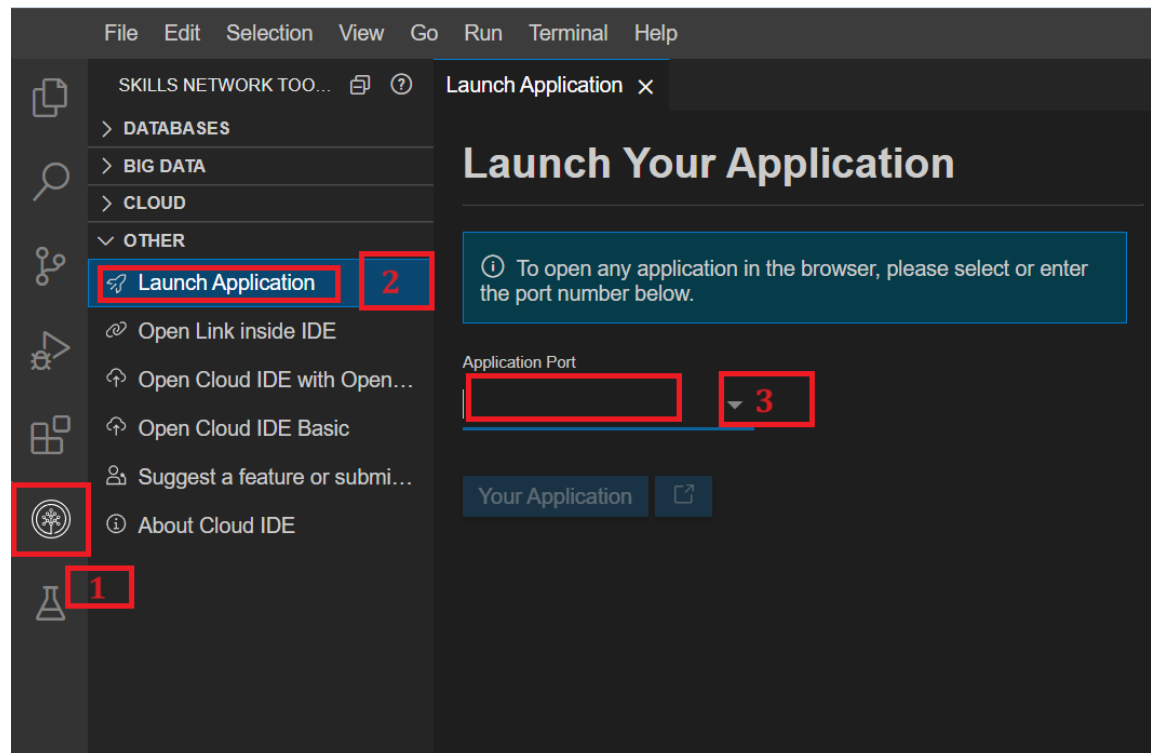 File Edit Selection View Go Run Terminal Help
SKILLS NETWORK TOO...
Launch Application
DATABASES
BIG DATA
CLOUD
OTHER
Launch Application
2
Open Link inside IDE
Open Cloud IDE with Open...
Open Cloud IDE Basic
Suggest a feature or submi...
About Cloud IDE
1
Launch Your Application
To open any application in the browser, please select or enter
the port number below.
Application Port
3
Your Application